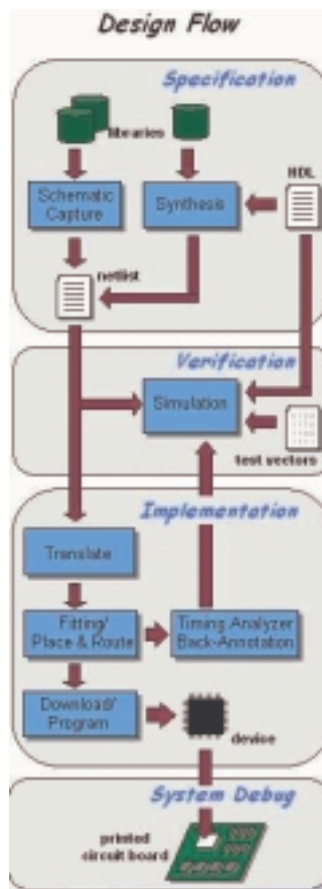 Design Flow
Specification
libraries
HDL
Schematic
Capture
Synthesis
netlist
Verification
Simulation
test vectors
Implementation
Translate
Fitting/
Place & Route
Timing Analyzer
Back-Annotation
Download/
Program
device
System Debug
printed
circuit board